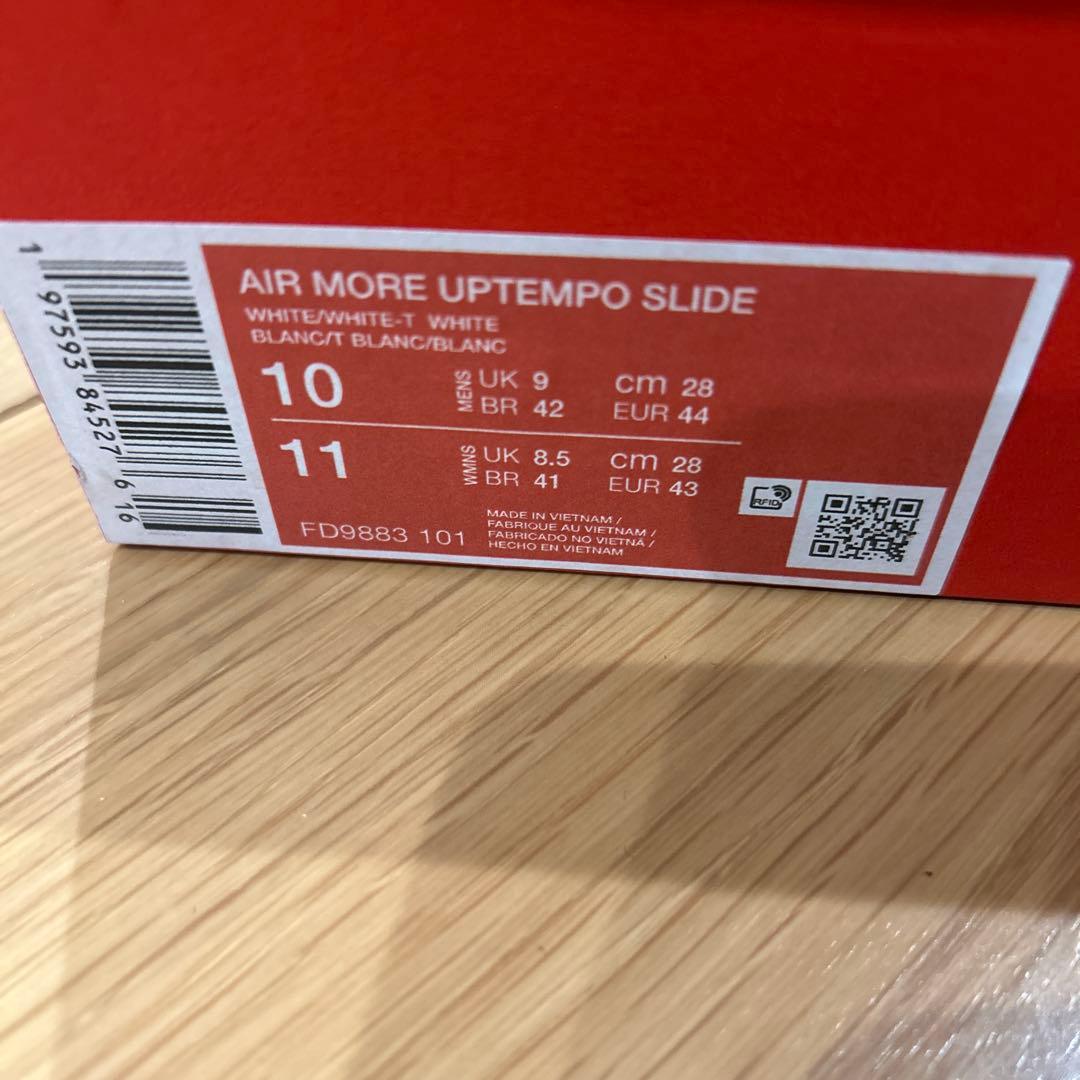 AIR MORE UPTEMPO SLIDE
WHITE/WHITE-T WHITE
BLANC/T BLANC/BLANC
10 MENS UK 9 cm 28
BR 42 EUR 44
11 WMNS UK 8.5 cm 28
BR 41 EUR 43
FD9883 101
MADE IN VIETNAM /
FABRIQUE AU VIETNAM /
FABRICADO NO VIETNÃ /
HECHO EN VIETNAM
RFID
1 97593 84527 6 16